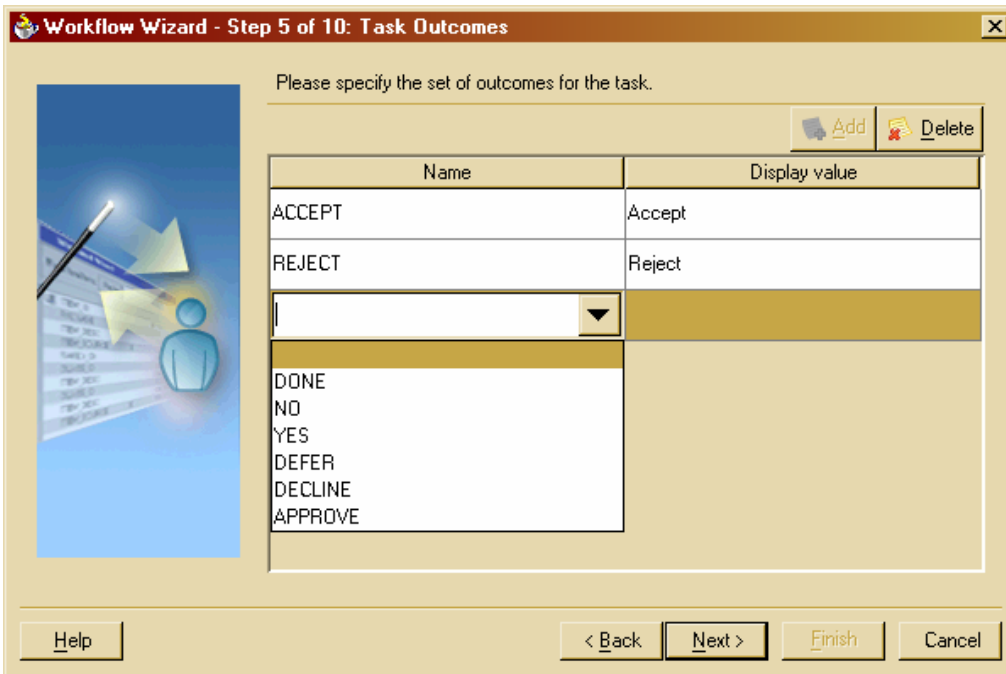 Workflow Wizard - Step 5 of 10: Task Outcomes
Please specify the set of outcomes for the task.
Add Delete
Name Display value
ACCEPT Accept
REJECT Reject
DONE
NO
YES
DEFER
DECLINE
APPROVE
Help < Back Next > Finish Cancel